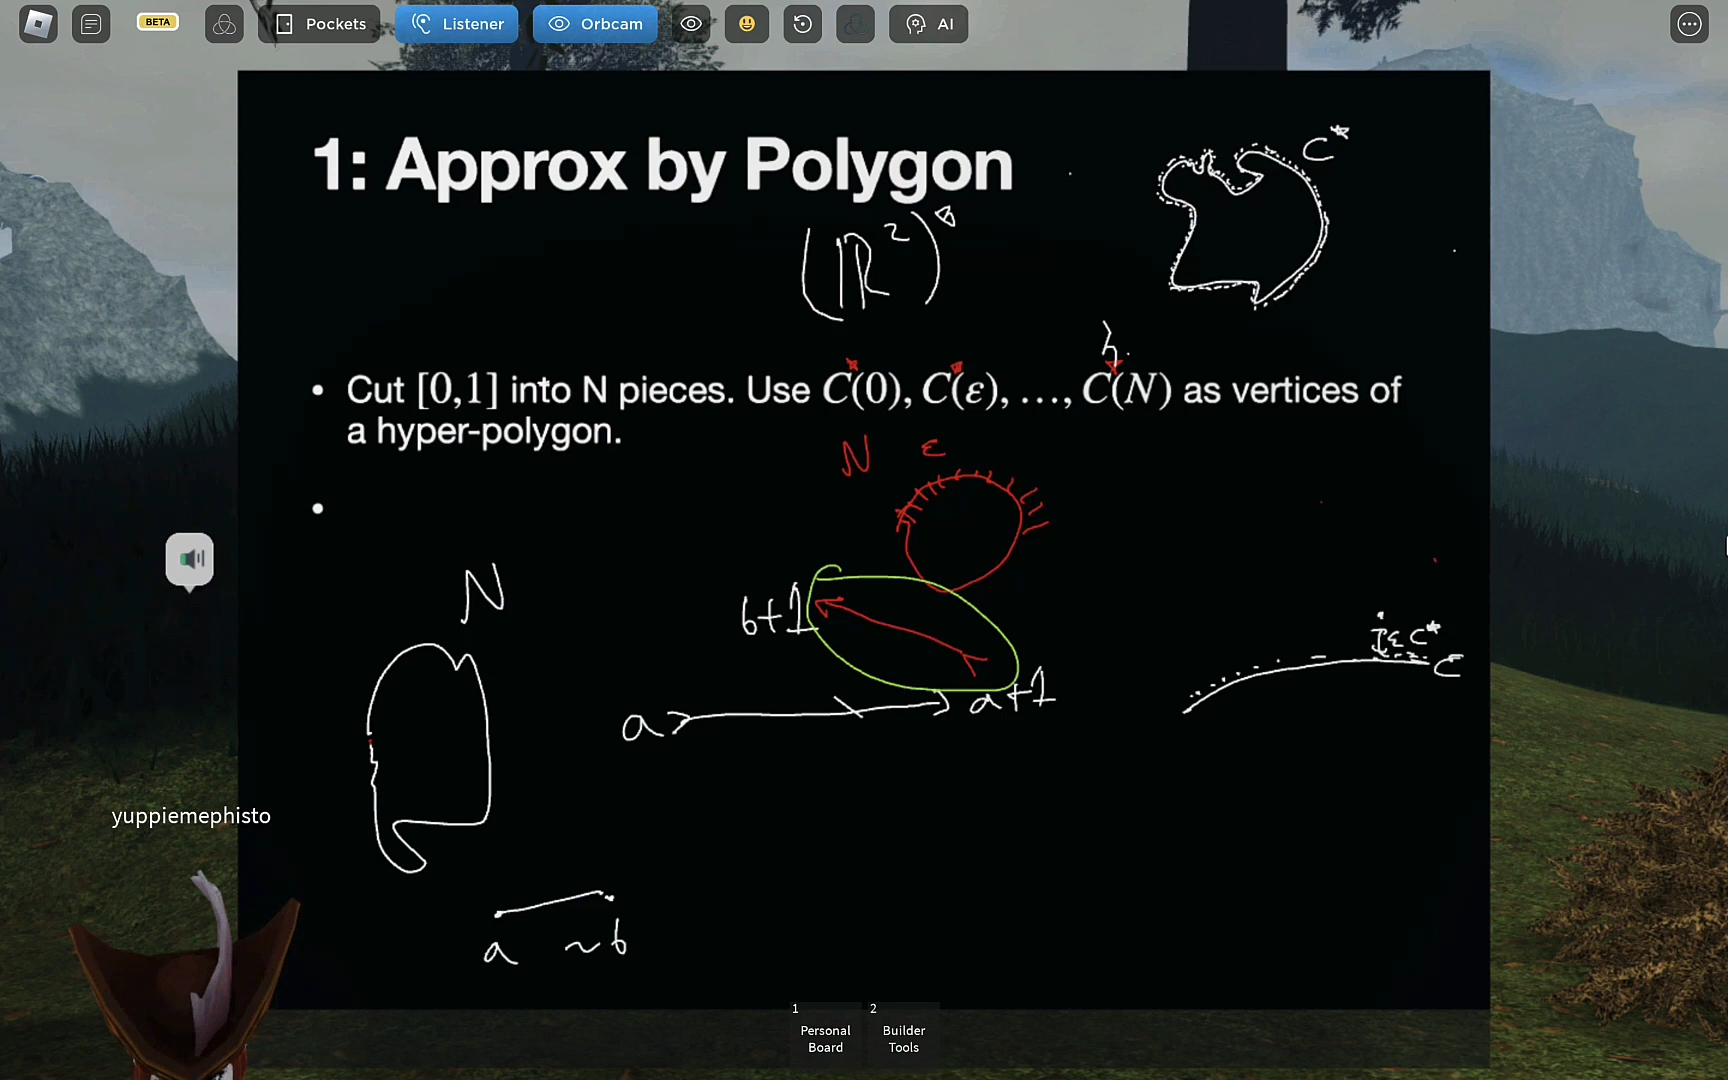 BETA
Pockets
Listener
Orbcam
AI
1: Approx by Polygon
C*
(ℝ²)
• Cut [0,1] into N pieces. Use C(0), C(ε), …, C(N) as vertices of
a hyper-polygon.
N ε
•
N
b+1
a a+1
ε C*
C
yuppiemephisto
a ~b
1
Personal
Board
2
Builder
Tools